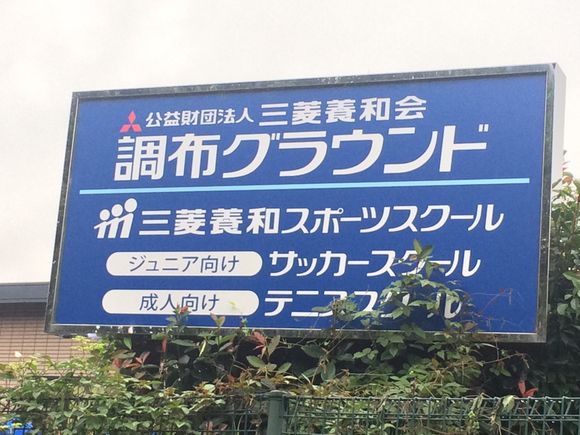 公益財団法人 三菱養和会
調布グラウンド
三菱養和スポーツスクール
ジュニア向け サッカースクール
成人向け テニススクール